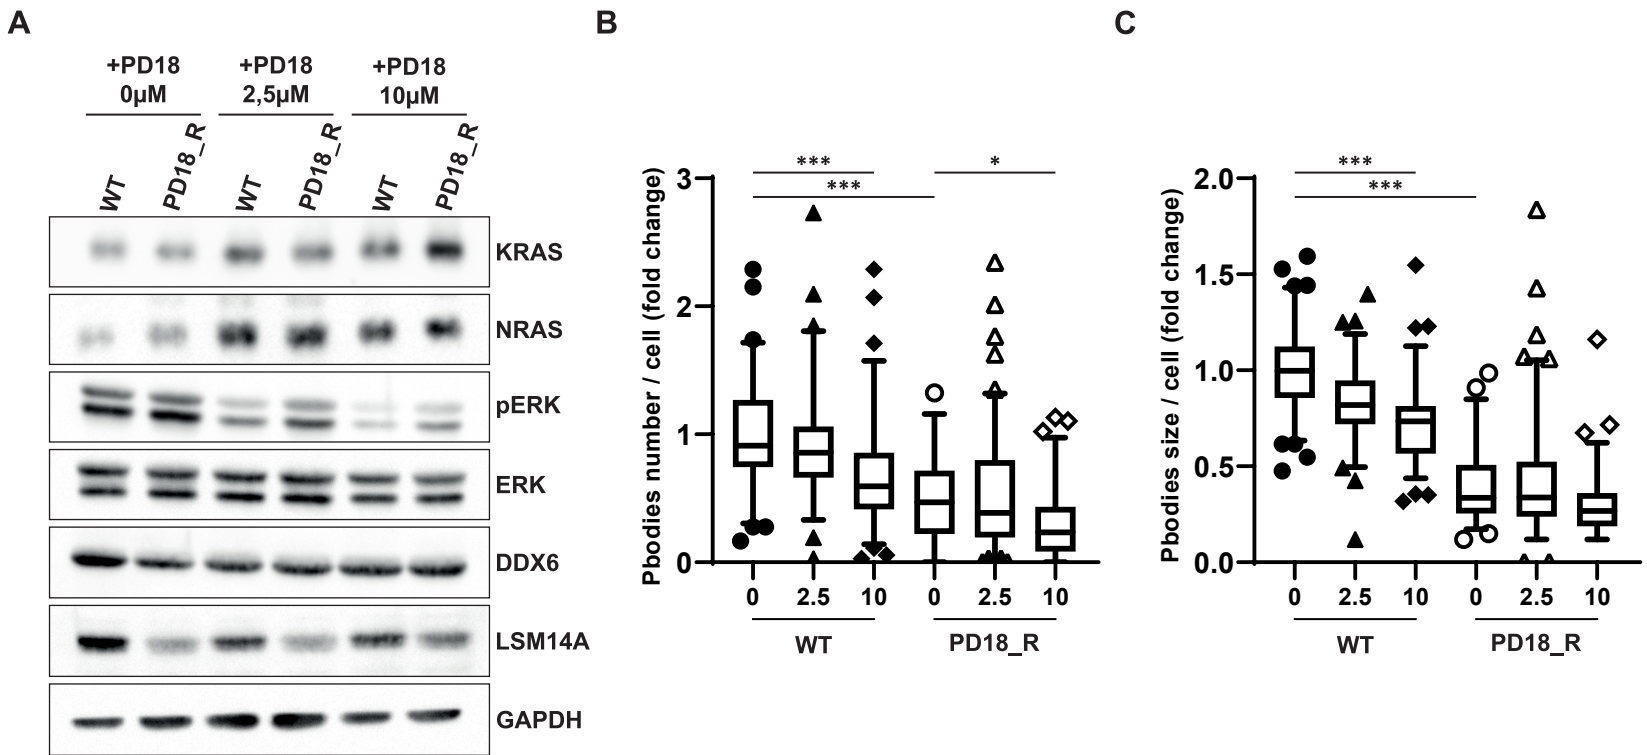 A
+PD18
0µM
+PD18
2,5µM
+PD18
10µM
WT
PD18_R
WT
PD18_R
WT
PD18_R
KRAS
NRAS
pERK
ERK
DDX6
LSM14A
GAPDH
B
Pbodies number / cell (fold change)
3
2
1
0
***
***
*
0 2.5 10 0 2.5 10
WT PD18_R
C
Pbodies size / cell (fold change)
2.0
1.5
1.0
0.5
0.0
***
***
0 2.5 10 0 2.5 10
WT PD18_R